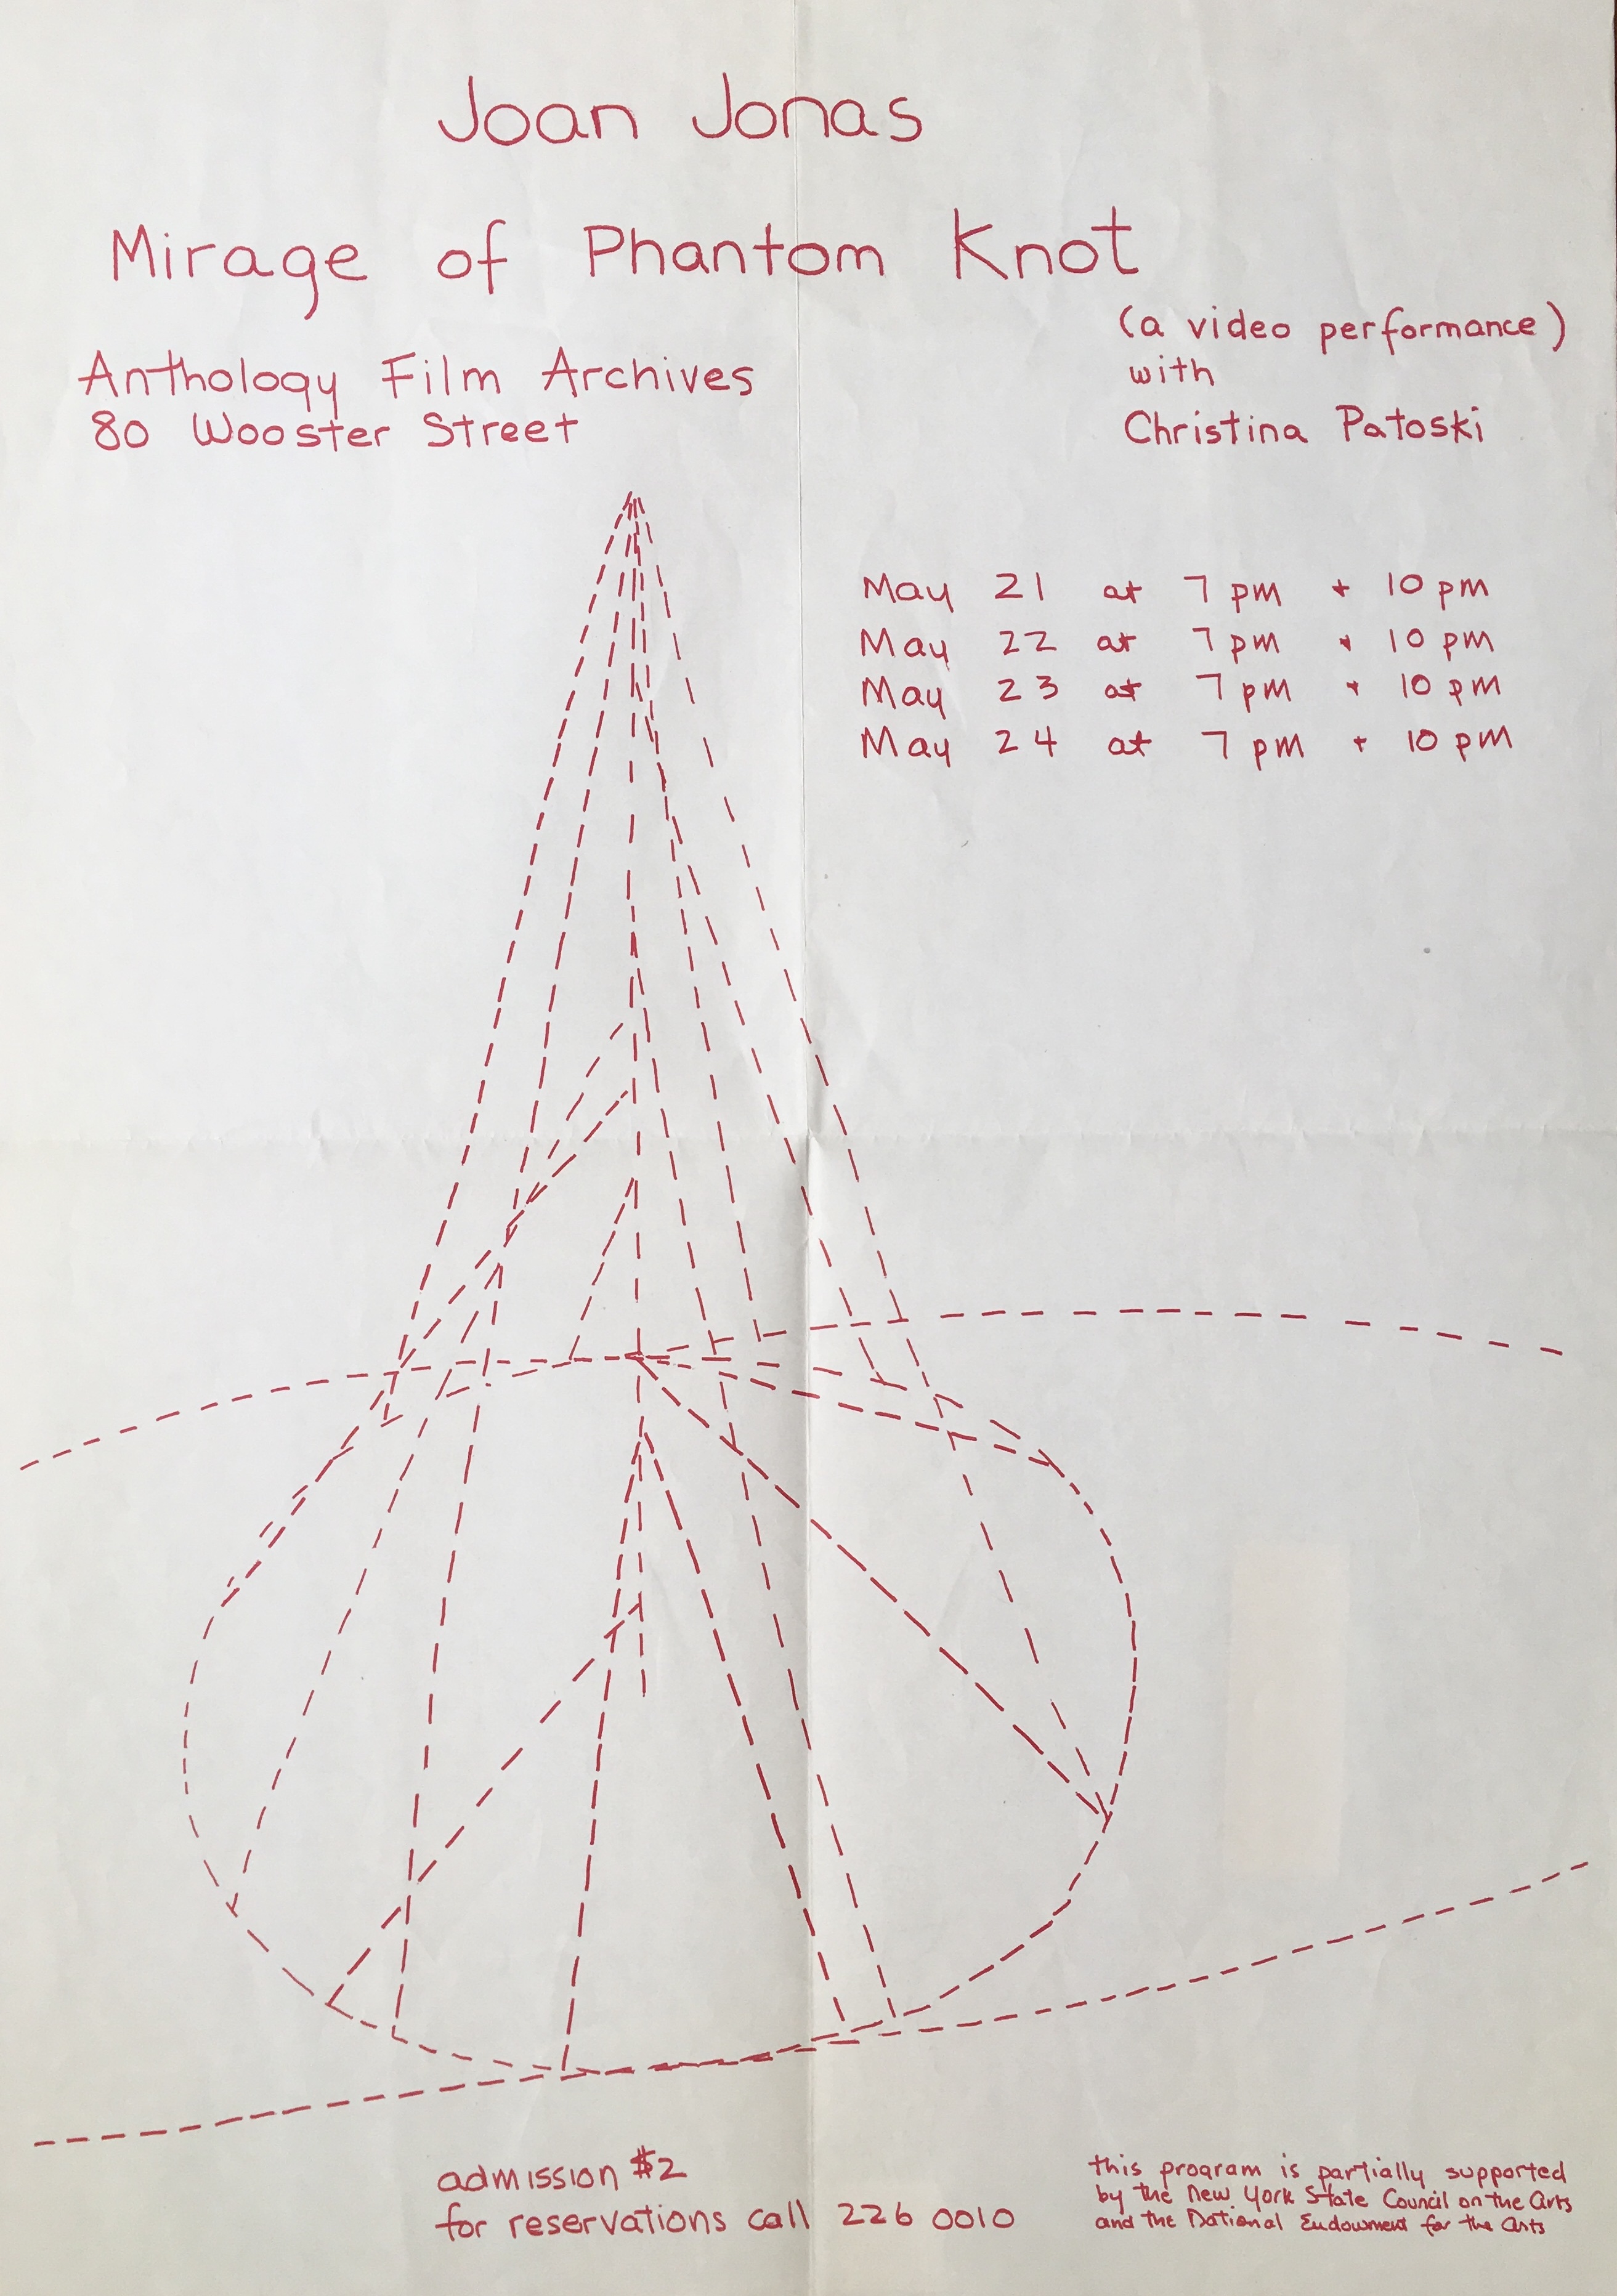 Joan Jonas
Mirage of Phantom Knot
(a video performance)
with
Christina Patoski
Anthology Film Archives
80 Wooster Street
May 21 at 7 pm + 10 pm
May 22 at 7 pm + 10 pm
May 23 at 7 pm + 10 pm
May 24 at 7 pm + 10 pm
admission $2
for reservations call 226 0010
this program is partially supported
by the New York State Council on the Arts
and the National Endowment for the Arts